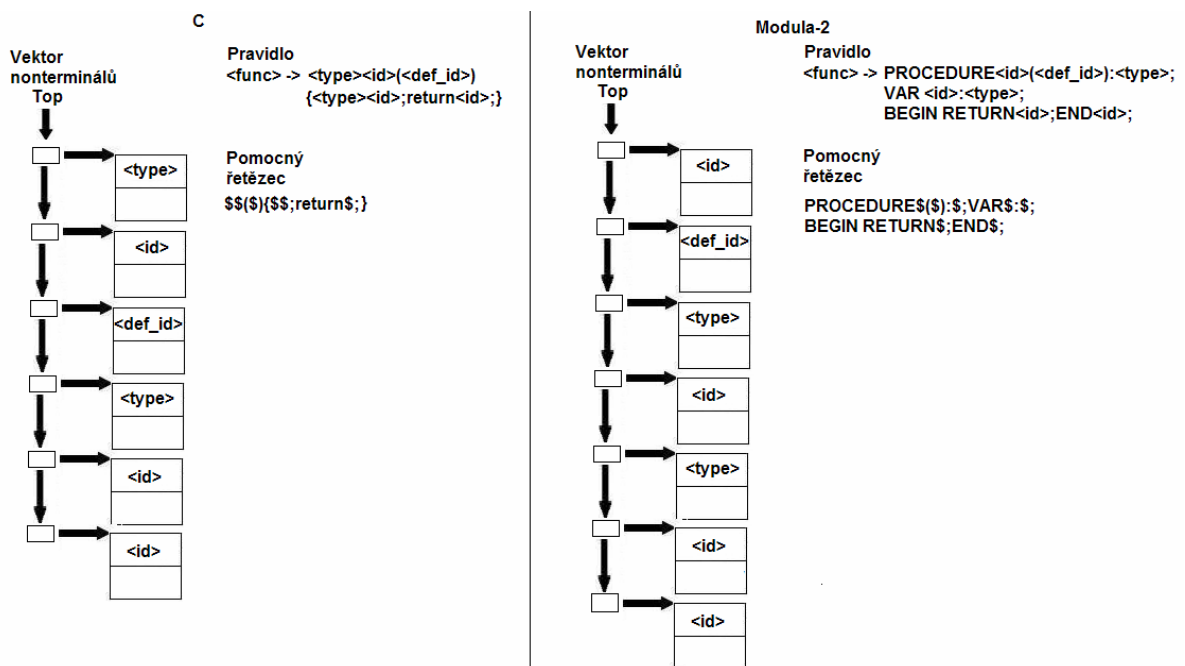 C
Vektor
nonterminálů
Top
Pravidlo
<func> -> <type><id>(<def_id>)
{<type><id>;return<id>;}
Pomocný
řetězec
$$($){$$;return$;}
<type>
<id>
<def_id>
<type>
<id>
<id>
Modula-2
Vektor
nonterminálů
Top
Pravidlo
<func> -> PROCEDURE<id>(<def_id>):<type>;
VAR <id>:<type>;
BEGIN RETURN<id>;END<id>;
Pomocný
řetězec
PROCEDURE$($):$;VAR$:$;
BEGIN RETURN$;END$;
<id>
<def_id>
<type>
<id>
<type>
<id>
<id>